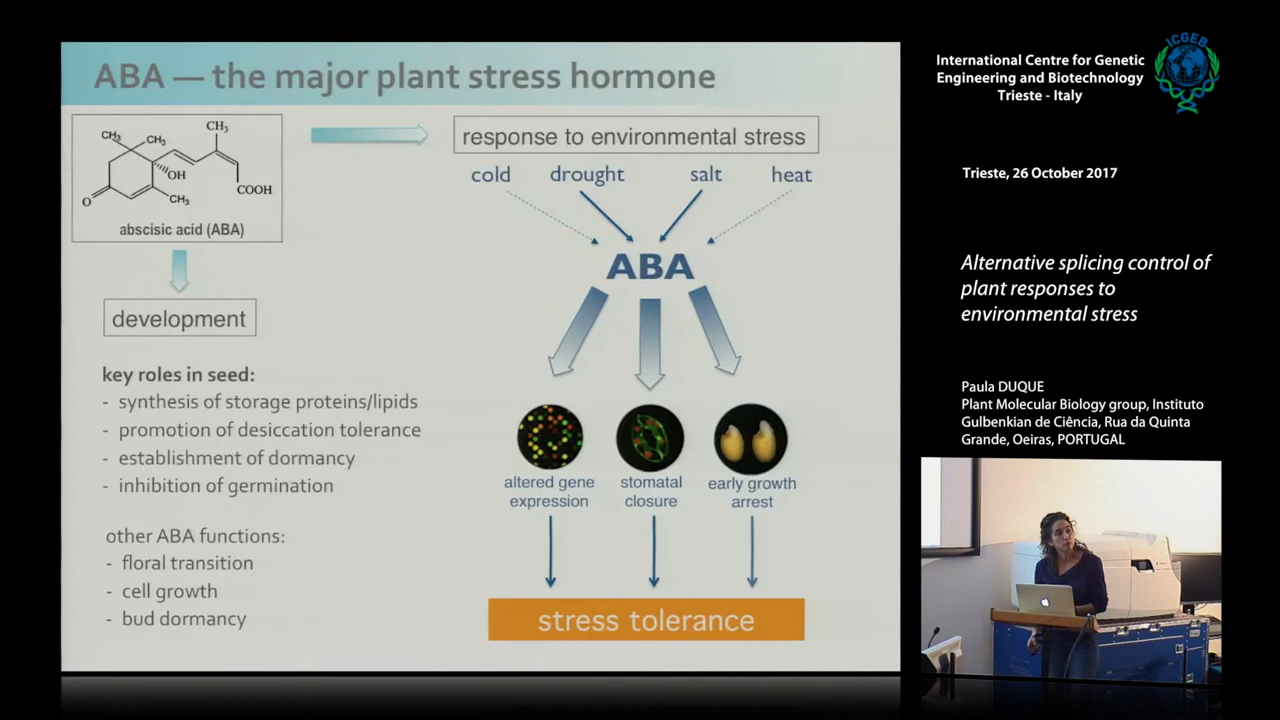 ABA — the major plant stress hormone
CH₃
CH₃
CH₃
OH
COOH
CH₃
O
abscisic acid (ABA)
development
key roles in seed:
- synthesis of storage proteins/lipids
- promotion of desiccation tolerance
- establishment of dormancy
- inhibition of germination
other ABA functions:
- floral transition
- cell growth
- bud dormancy
response to environmental stress
cold drought salt heat
ABA
altered gene
expression
stomatal
closure
early growth
arrest
stress tolerance
International Centre for Genetic
Engineering and Biotechnology
Trieste - Italy
ICGEB
Trieste, 26 October 2017
Alternative splicing control of
plant responses to
environmental stress
Paula DUQUE
Plant Molecular Biology group, Instituto
Gulbenkian de Ciência, Rua da Quinta
Grande, Oeiras, PORTUGAL